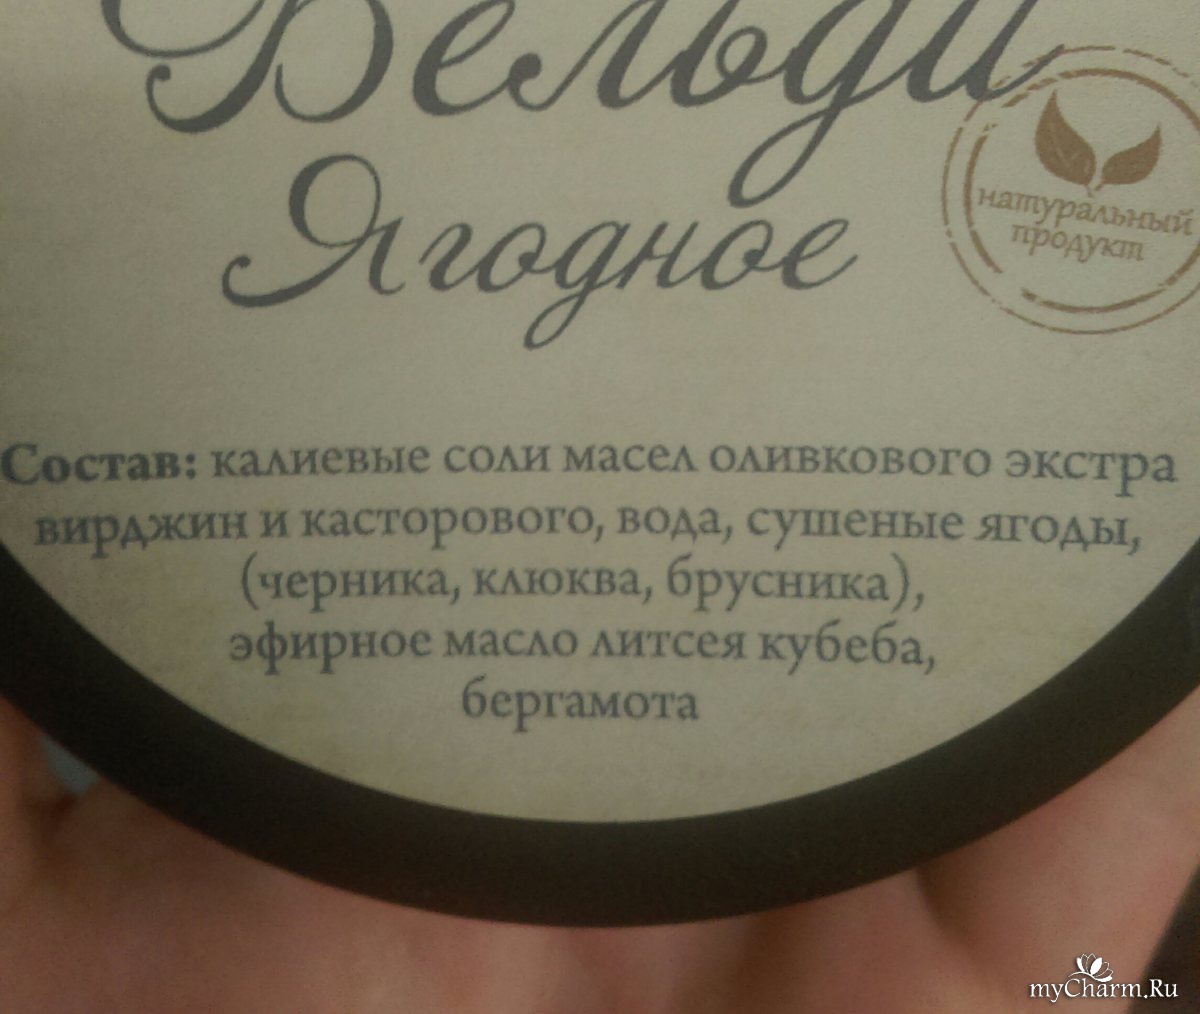 Бельди
Ягодное
натуральный
продукт
Состав: калиевые соли масел оливкового экстра
вирджин и касторового, вода, сушеные ягоды,
(черника, клюква, брусника),
эфирное масло литсея кубеба,
бергамота
myCharm.Ru